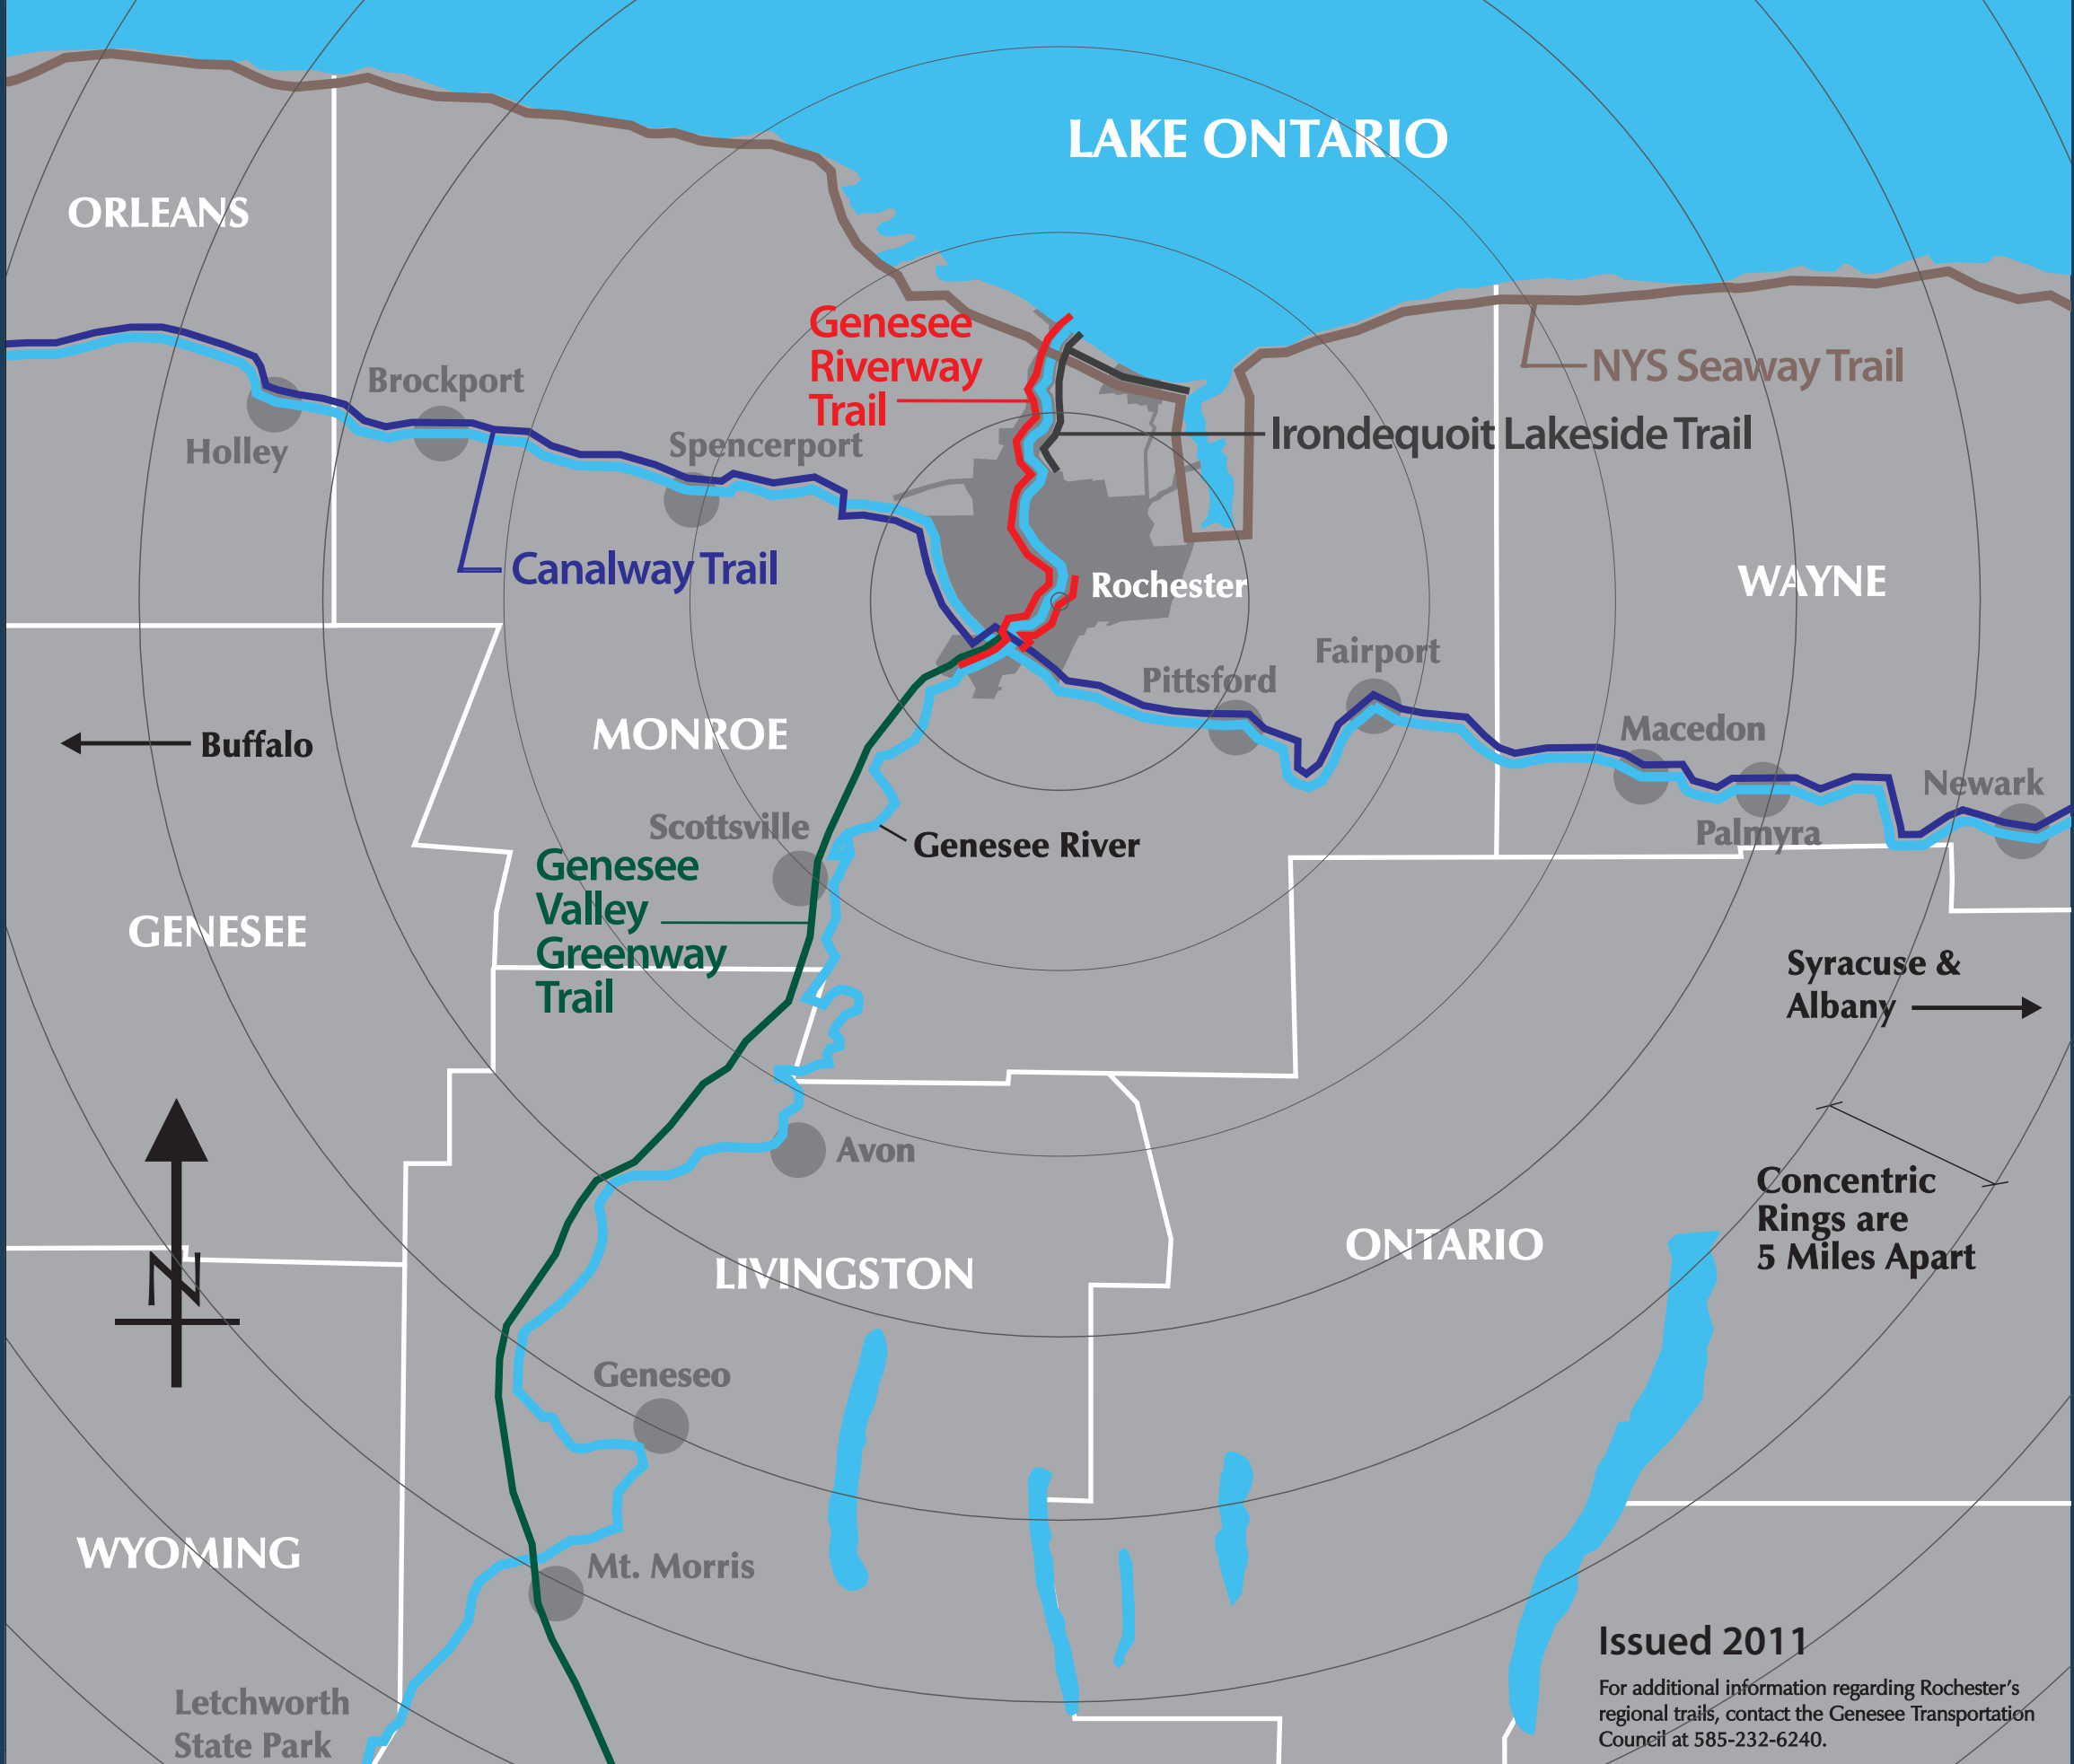 LAKE ONTARIO
ORLEANS
Genesee
Riverway
Trail
NYS Seaway Trail
Brockport
Holley
Spencerport
Irondequoit Lakeside Trail
Canalway Trail
Rochester
WAYNE
Fairport
Pittsford
MONROE
Buffalo
Macedon
Newark
Palmyra
Scottsville
Genesee River
Genesee
Valley
Greenway
Trail
GENESEE
Syracuse &
Albany
Avon
Concentric
Rings are
5 Miles Apart
N
LIVINGSTON
ONTARIO
Geneseo
WYOMING
Mt. Morris
Letchworth
State Park
Issued 2011
For additional information regarding Rochester’s
regional trails, contact the Genesee Transportation
Council at 585-232-6240.